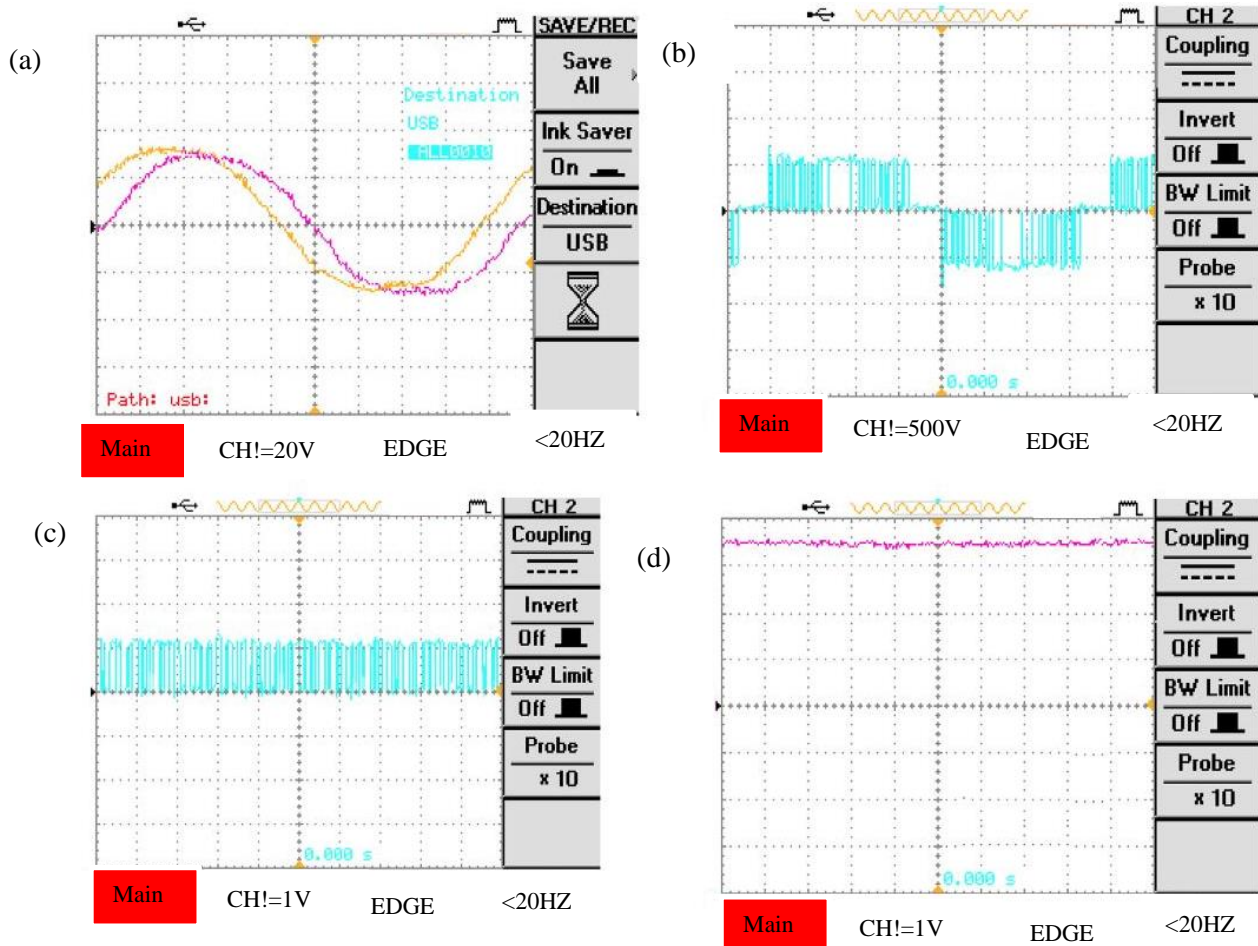 (a)
SAVE/REC
Save
All
Destination
USB
ALL0010
Ink Saver
On
Destination
USB
Path: usb:
Main
CH!=20V
EDGE
<20HZ
(b)
CH 2
Coupling
Invert
Off
BW Limit
Off
Probe
x 10
0.000 s
Main
CH!=500V
EDGE
<20HZ
(c)
CH 2
Coupling
Invert
Off
BW Limit
Off
Probe
x 10
0.000 s
Main
CH!=1V
EDGE
<20HZ
(d)
CH 2
Coupling
Invert
Off
BW Limit
Off
Probe
x 10
0.000 s
Main
CH!=1V
EDGE
<20HZ